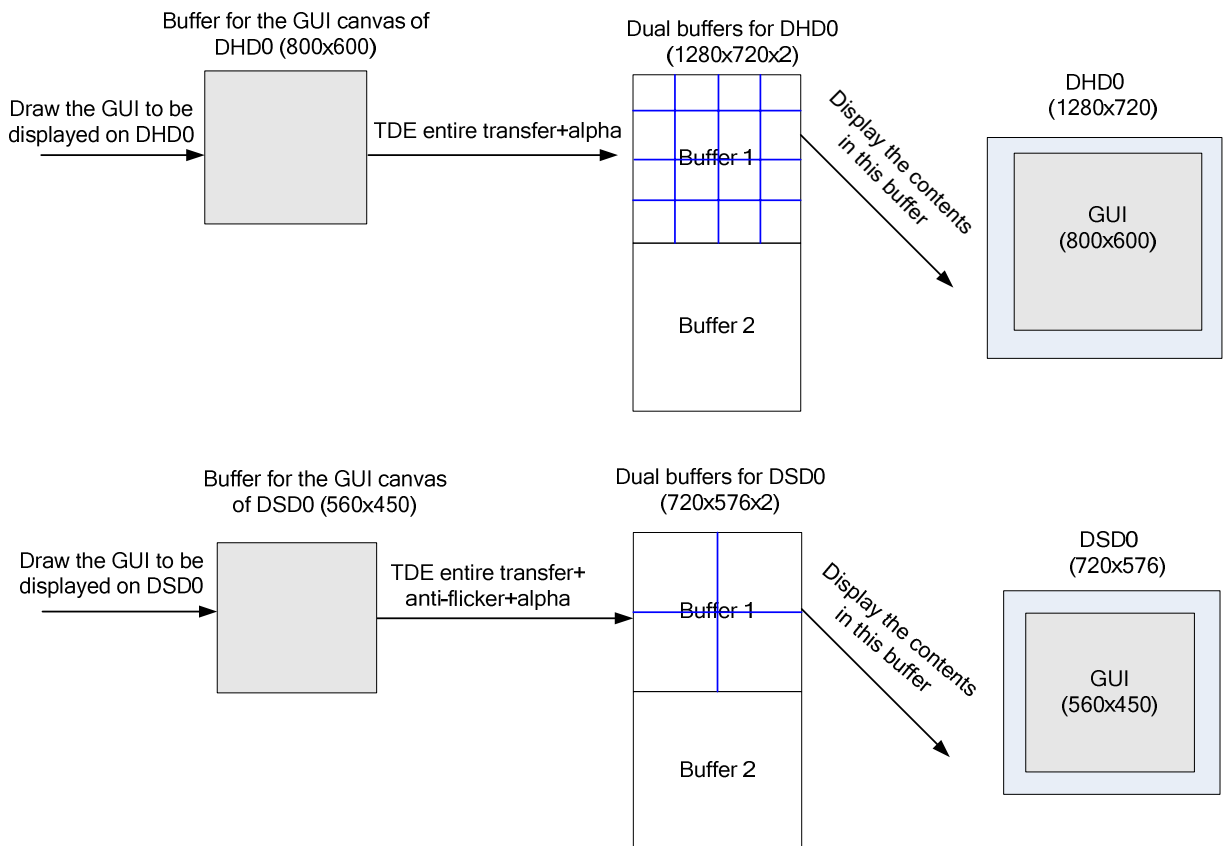 Buffer for the GUI canvas of
DHD0 (800x600)
Draw the GUI to be
displayed on DHD0
TDE entire transfer+alpha
Dual buffers for DHD0
(1280x720x2)
Buffer 1
Buffer 2
Display the contents
in this buffer
DHD0
(1280x720)
GUI
(800x600)
Buffer for the GUI canvas
of DSD0 (560x450)
Draw the GUI to be
displayed on DSD0
TDE entire transfer+
anti-flicker+alpha
Dual buffers for DSD0
(720x576x2)
Buffer 1
Buffer 2
Display the contents
in this buffer
DSD0
(720x576)
GUI
(560x450)